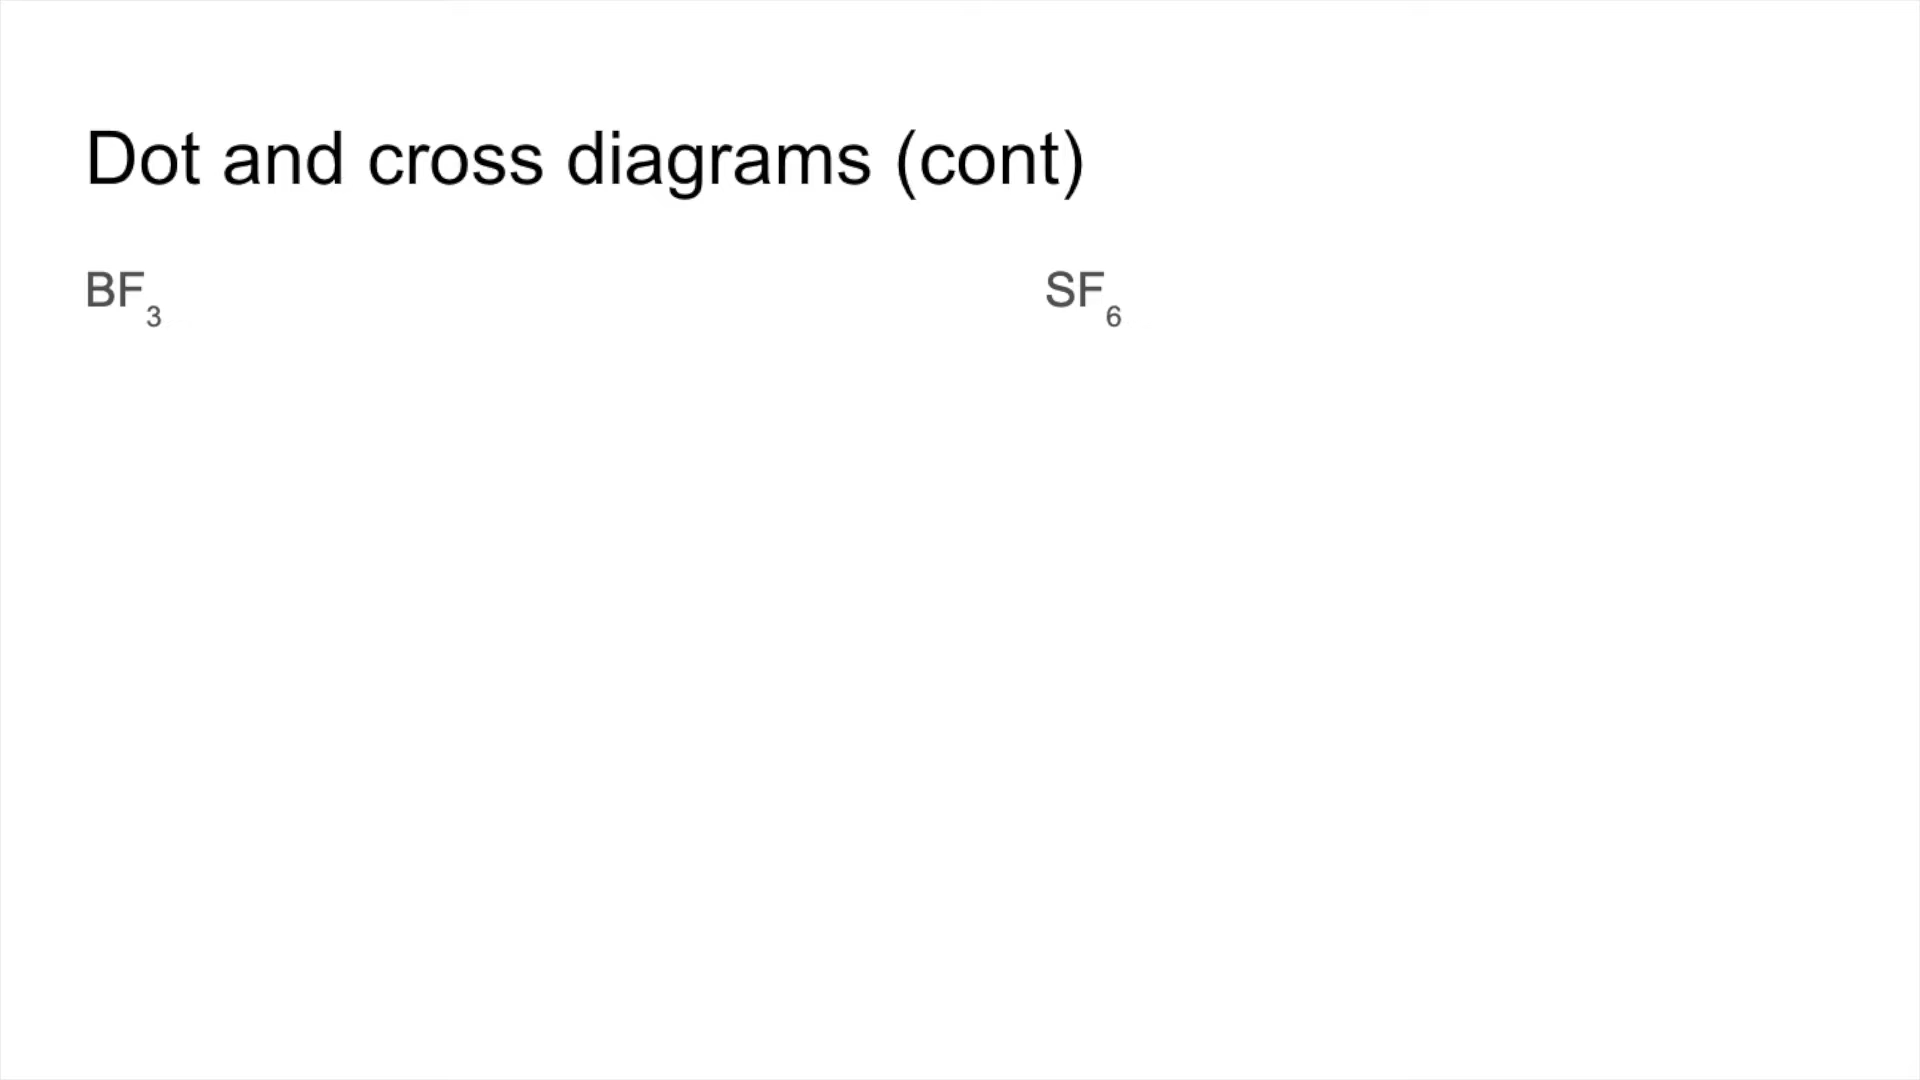 Dot and cross diagrams (cont)
BF₃
SF₆